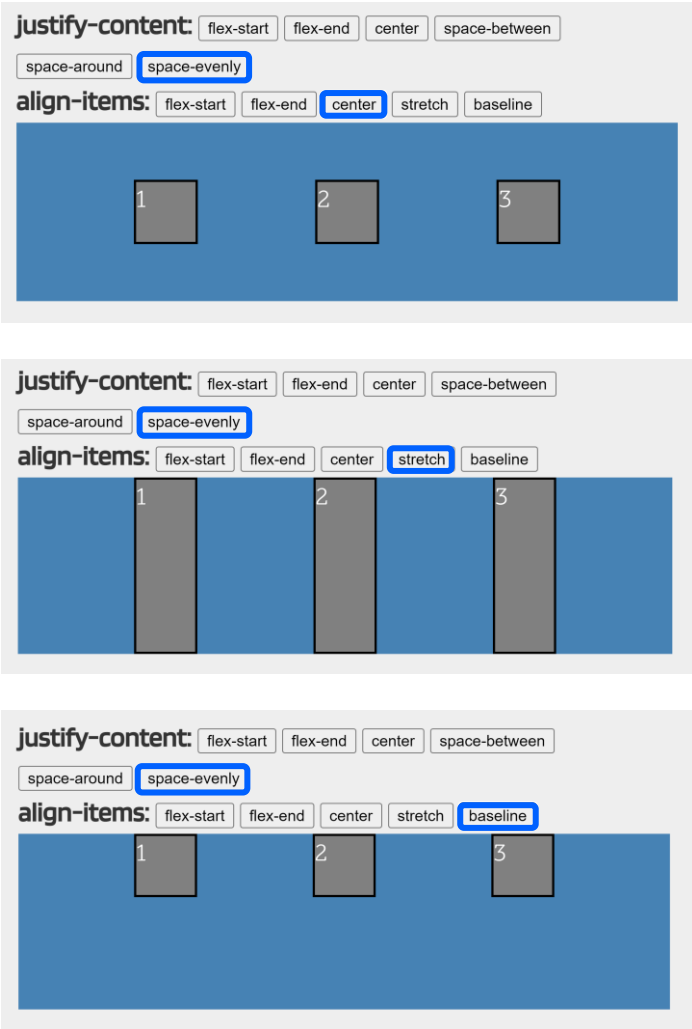 justify-content: flex-start flex-end center space-between
space-around space-evenly
align-items: flex-start flex-end center stretch baseline
1 2 3
justify-content: flex-start flex-end center space-between
space-around space-evenly
align-items: flex-start flex-end center stretch baseline
1 2 3
justify-content: flex-start flex-end center space-between
space-around space-evenly
align-items: flex-start flex-end center stretch baseline
1 2 3